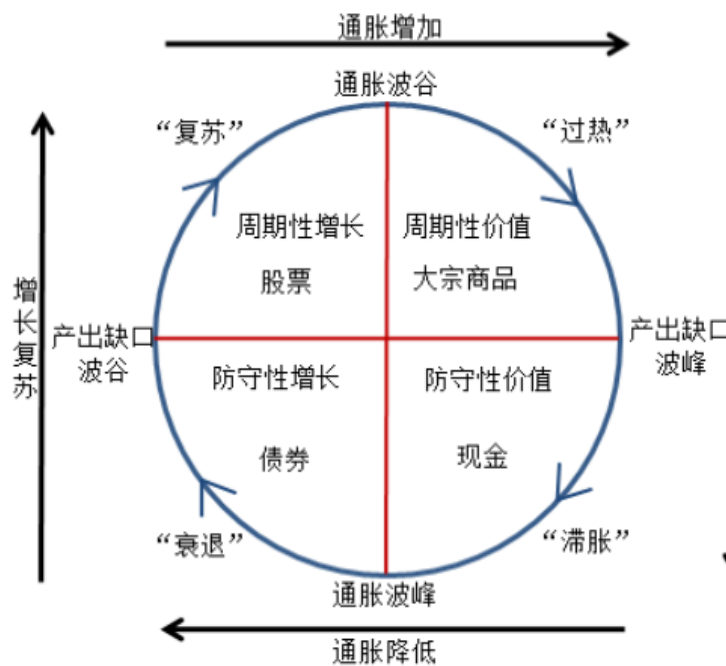 通胀增加
通胀波谷
“复苏”
“过热”
周期性增长
周期性价值
股票
大宗商品
增长复苏
产出缺口
波谷
产出缺口
波峰
防守性增长
防守性价值
债券
现金
“衰退”
“滞胀”
通胀波峰
通胀降低